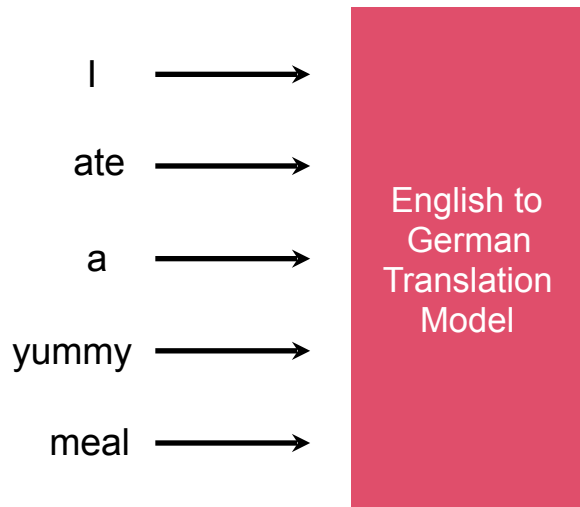 I
ate
a
yummy
meal
English to
German
Translation
Model